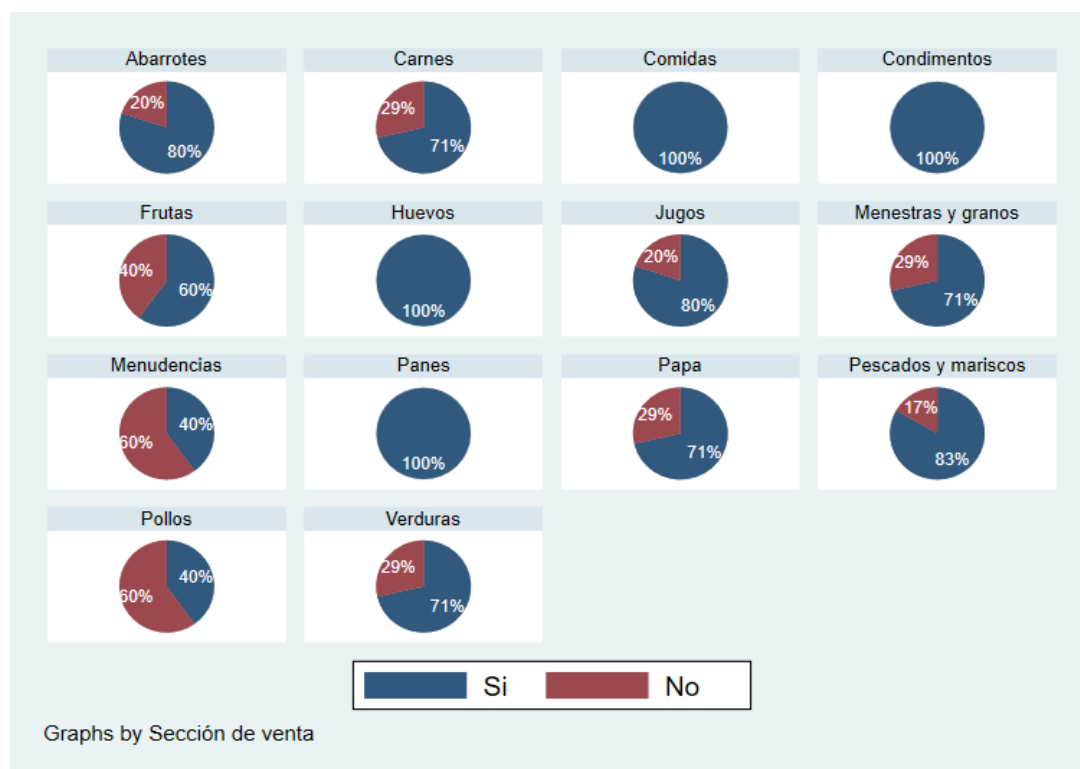 Abarrotes Carnes Comidas Condimentos
20% 80% 29% 71% 100% 100%
Frutas Huevos Jugos Menestras y granos
40% 60% 100% 20% 80% 29% 71%
Menudencias Panes Papa Pescados y mariscos
60% 40% 100% 29% 71% 17% 83%
Pollos Verduras
60% 40% 29% 71%
Si No
Graphs by Sección de venta